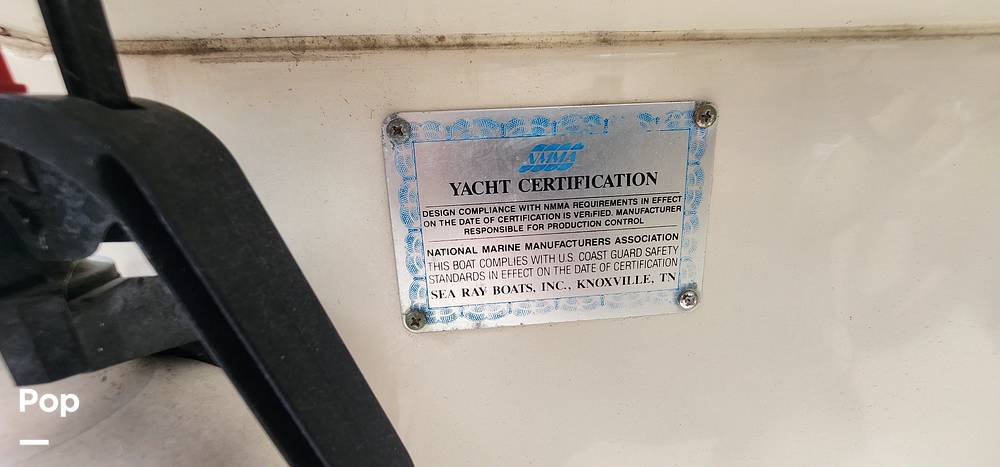 NMMA
YACHT CERTIFICATION
DESIGN COMPLIANCE WITH NMMA REQUIREMENTS IN EFFECT
ON THE DATE OF CERTIFICATION IS VERIFIED. MANUFACTURER
RESPONSIBLE FOR PRODUCTION CONTROL
NATIONAL MARINE MANUFACTURERS ASSOCIATION
THIS BOAT COMPLIES WITH U.S. COAST GUARD SAFETY
STANDARDS IN EFFECT ON THE DATE OF CERTIFICATION
SEA RAY BOATS, INC., KNOXVILLE, TN
Pop